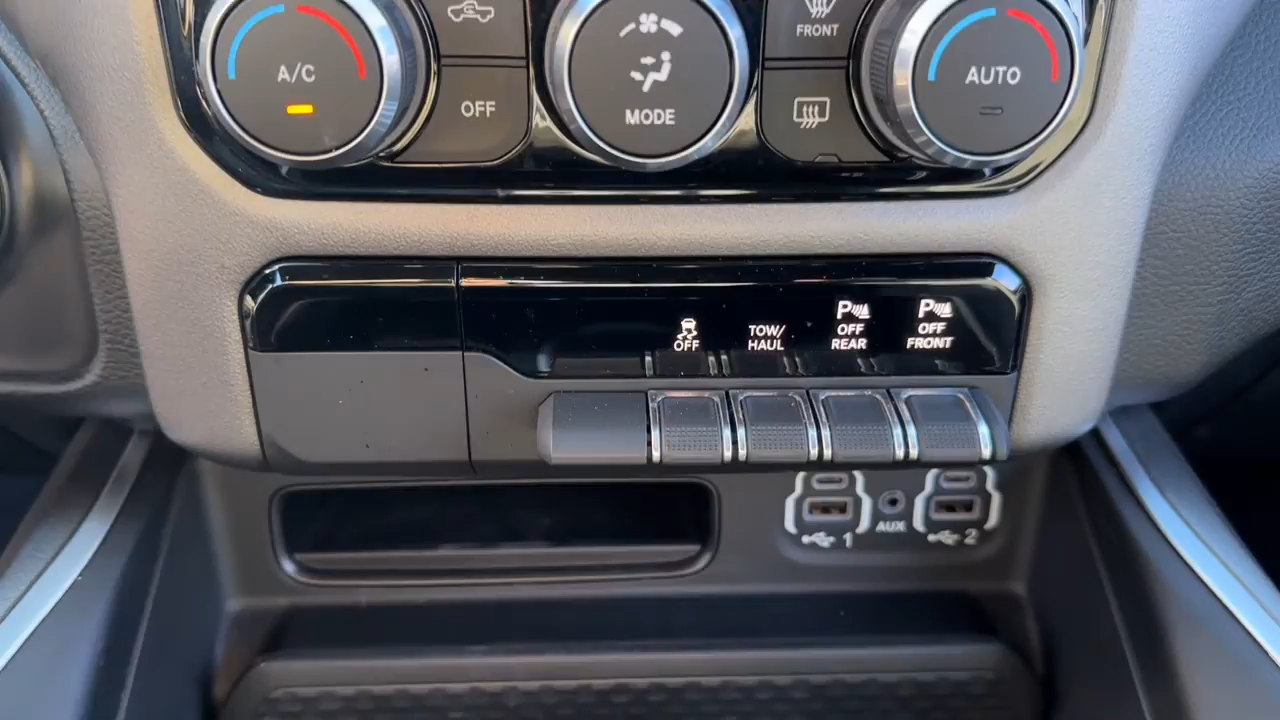 A/C
OFF
MODE
FRONT
AUTO
OFF
TOW/
HAUL
P
OFF
REAR
P
OFF
FRONT
1
AUX
2